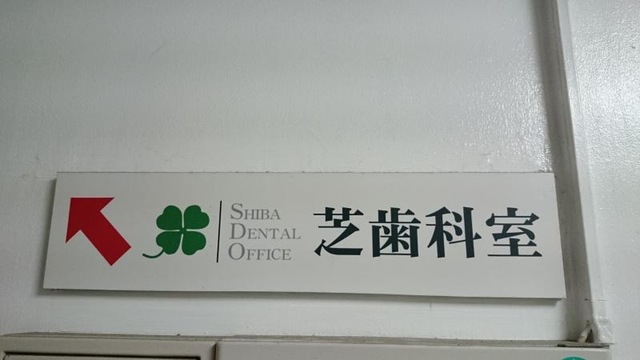 SHIBA
DENTAL
OFFICE
芝歯科室